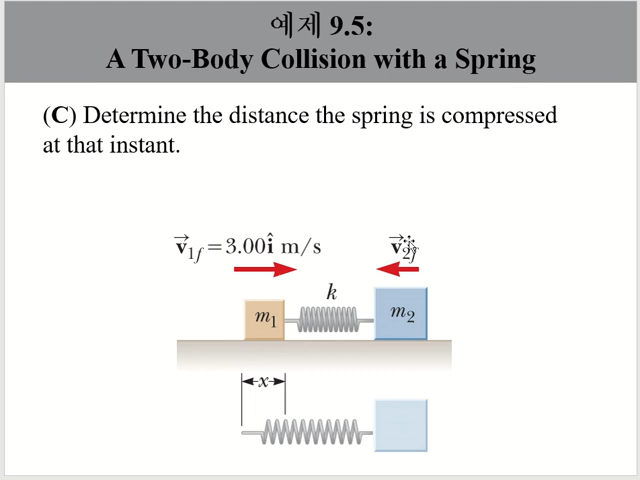 예제 9.5:
A Two-Body Collision with a Spring
(C) Determine the distance the spring is compressed
at that instant.
v⃗1f = 3.00î m/s v⃗2f
k
m1 m2
x